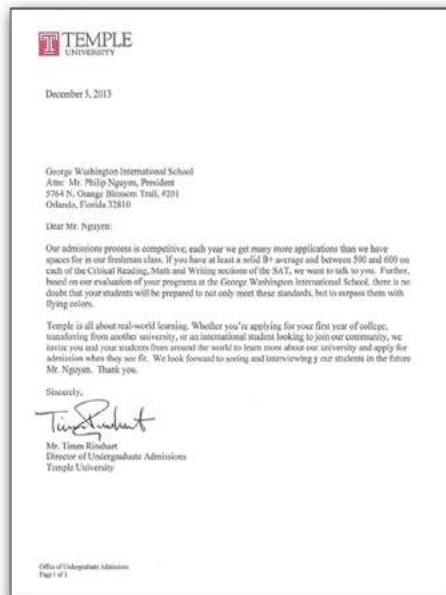 TEMPLE
UNIVERSITY
December 5, 2013
George Washington International School
Attn: Mr. Philip Nguyen, President
5764 N. Orange Blossom Trail, #201
Orlando, Florida 32810
Dear Mr. Nguyen:
Our admissions process is competitive; each year we get many more applications than we have
spaces for in our freshman class. If you have at least a solid B+ average and between 500 and 600 on
each of the Critical Reading, Math and Writing sections of the SAT, we want to talk to you. Further,
based on our evaluation of your programs at the George Washington International School, there is no
doubt that your students will be prepared to not only meet these standards, but to surpass them with
flying colors.
Temple is all about real-world learning. Whether you're applying for your first year of college,
transferring from another university, or an international student looking to join our community, we
invite you and your students from around the world to learn more about our university and apply for
admission when they see fit. We look forward to seeing and interviewing y our students in the future
Mr. Nguyen. Thank you.
Sincerely,
Timm Rinehart
Mr. Timm Rinehart
Director of Undergraduate Admissions
Temple University
Office of Undergraduate Admissions
Page 1 of 1